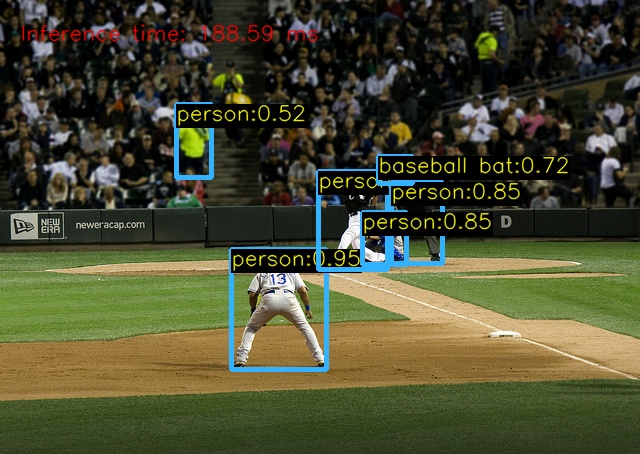 Inference time: 188.59 ms
person:0.52
baseball bat:0.72
perso
person:0.85
person:0.85
NEW ERA
neweracap.com
D
person:0.95
13